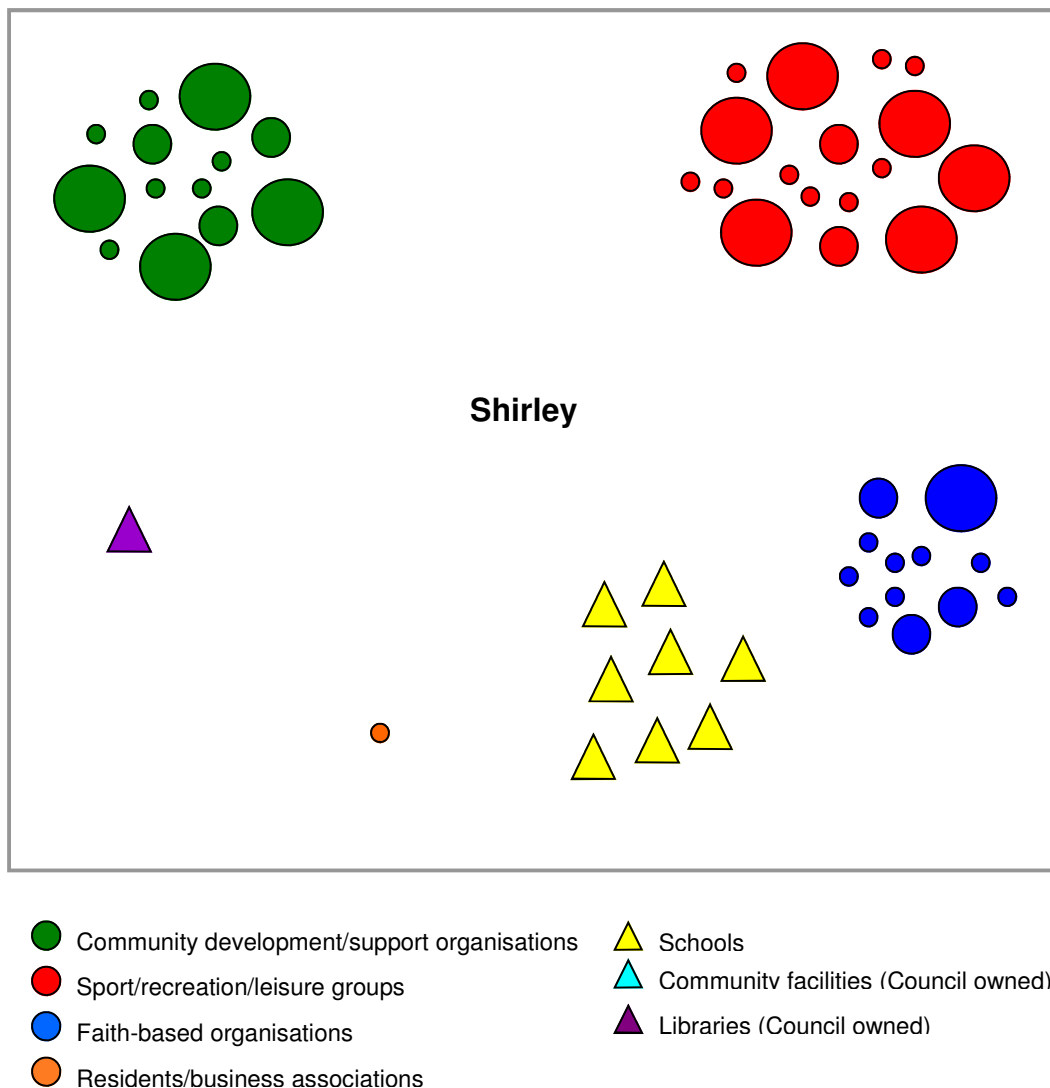 Shirley
Community development/support organisations
Sport/recreation/leisure groups
Faith-based organisations
Residents/business associations
Schools
Community facilities (Council owned)
Libraries (Council owned)